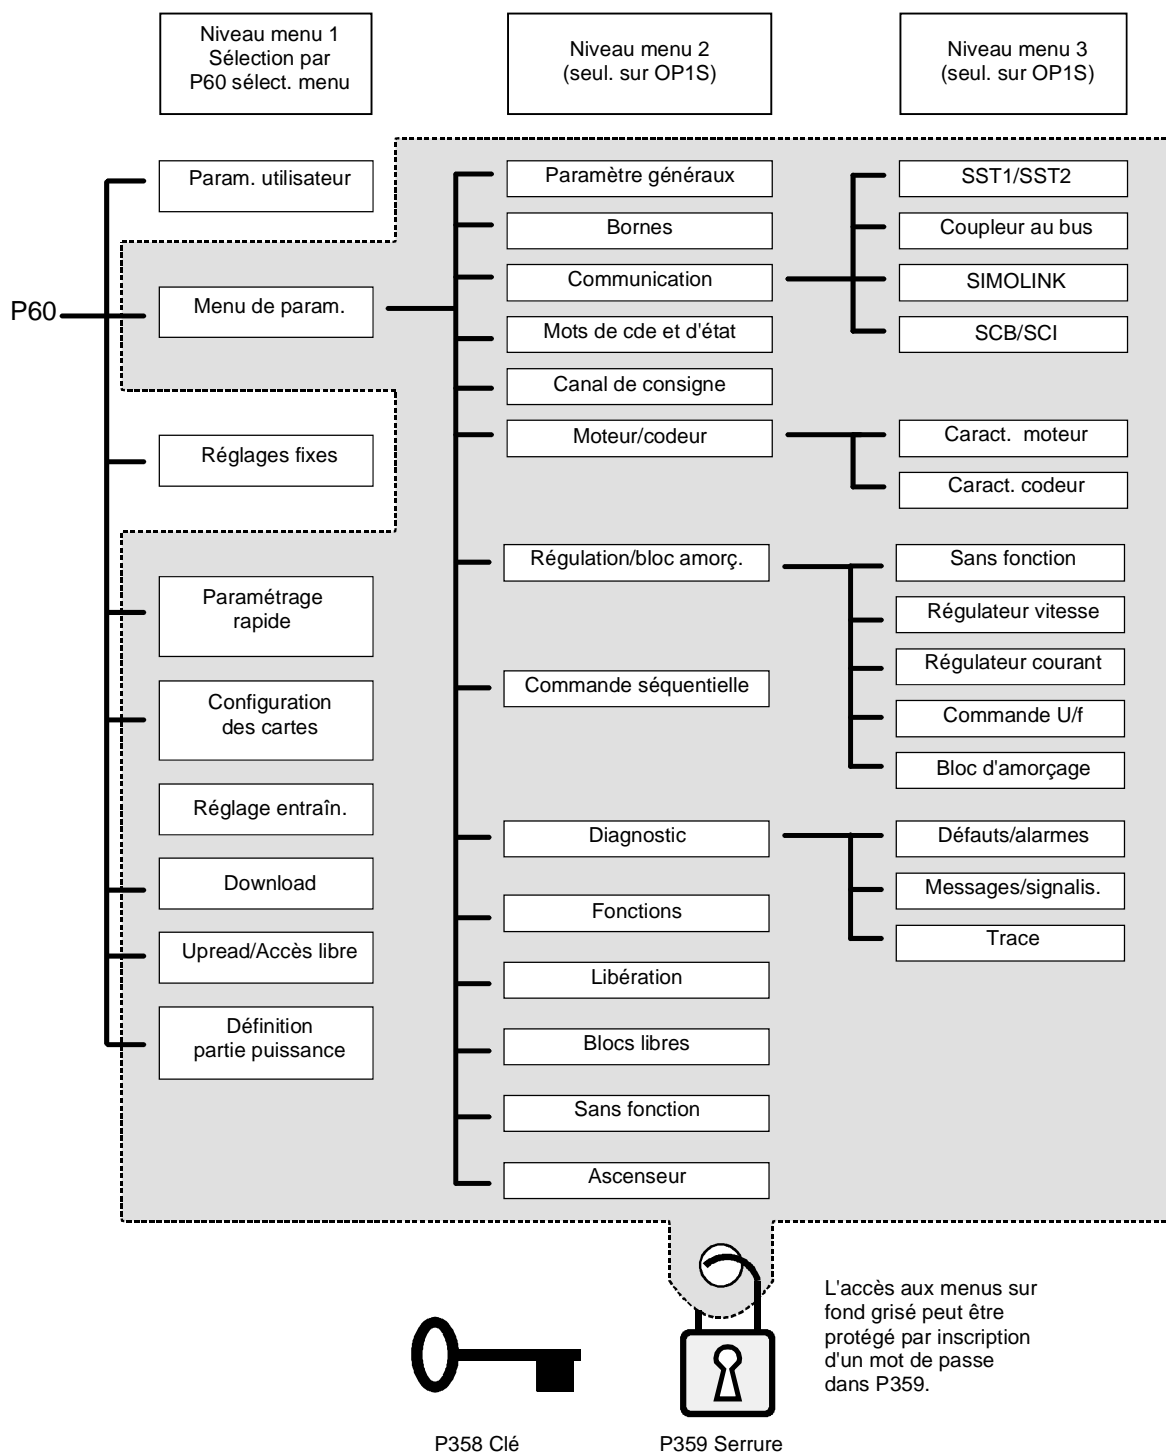 Niveau menu 1
Sélection par
P60 sélect. menu
Niveau menu 2
(seul. sur OP1S)
Niveau menu 3
(seul. sur OP1S)
P60
Param. utilisateur
Menu de param.
Réglages fixes
Paramétrage
rapide
Configuration
des cartes
Réglage entraîn.
Download
Upread/Accès libre
Définition
partie puissance
Paramètre généraux
Bornes
Communication
Mots de cde et d'état
Canal de consigne
Moteur/codeur
Régulation/bloc amorç.
Commande séquentielle
Diagnostic
Fonctions
Libération
Blocs libres
Sans fonction
Ascenseur
SST1/SST2
Coupleur au bus
SIMOLINK
SCB/SCI
Caract. moteur
Caract. codeur
Sans fonction
Régulateur vitesse
Régulateur courant
Commande U/f
Bloc d'amorçage
Défauts/alarmes
Messages/signalis.
Trace
L'accès aux menus sur
fond grisé peut être
protégé par inscription
d'un mot de passe
dans P359.
P358 Clé
P359 Serrure